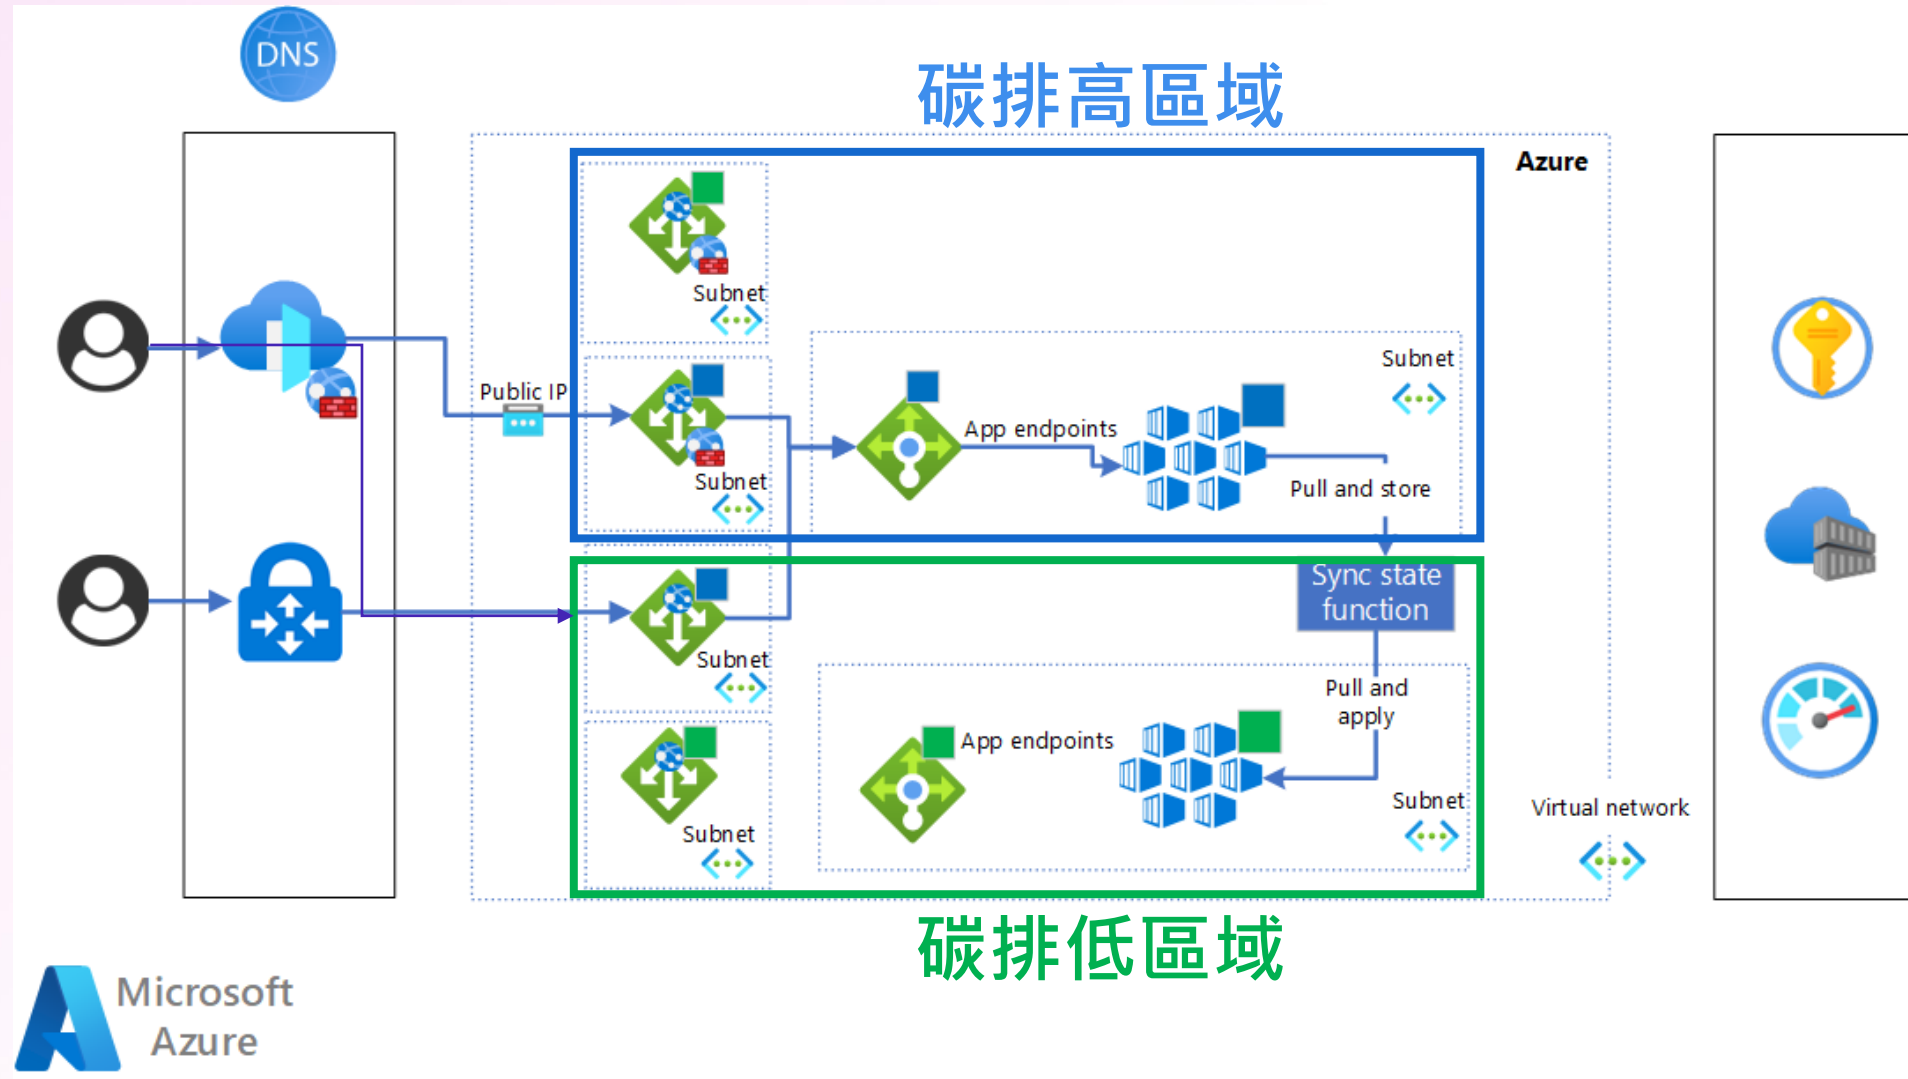 DNS
碳排高區域
Azure
Subnet
Subnet
Public IP
App endpoints
Subnet
Pull and store
Subnet
Sync state
function
Subnet
Pull and
apply
App endpoints
Subnet
Subnet
Virtual network
碳排低區域
Microsoft
Azure